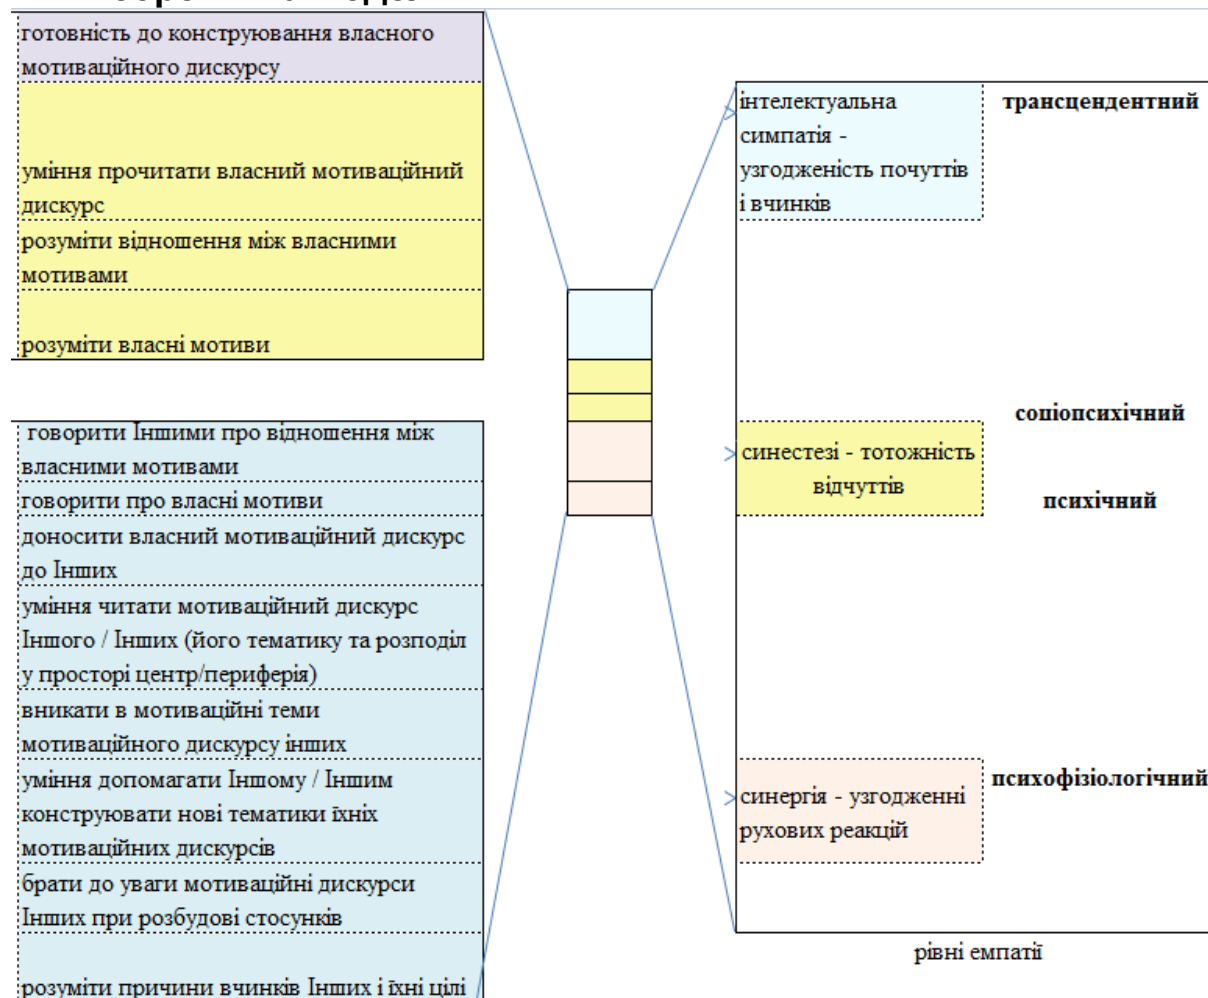 готовність до конструювання власного
мотиваційного дискурсу
уміння прочитати власний мотиваційний
дискурс
розуміти відношення між власними
мотивами
розуміти власні мотиви
говорити Іншими про відношення між
власними мотивами
говорити про власні мотиви
доносити власний мотиваційний дискурс
до Інших
уміння читати мотиваційний дискурс
Іншого / Інших (його тематику та розподіл
у просторі центр/периферія)
вникати в мотиваційні теми
мотиваційного дискурсу інших
уміння допомагати Іншому / Іншим
конструювати нові тематики їхніх
мотиваційних дискурсів
брати до уваги мотиваційні дискурси
Інших при розбудові стосунків
розуміти причини вчинків Інших і їхні цілі
інтелектуальна
симпатія -
узгодженість почуттів
і вчинків
трансцендентний
соціопсихічний
синестезі - тотожність
відчуттів
психічний
психофізіологічний
синергія - узгодженні
рухових реакцій
рівні емпатії